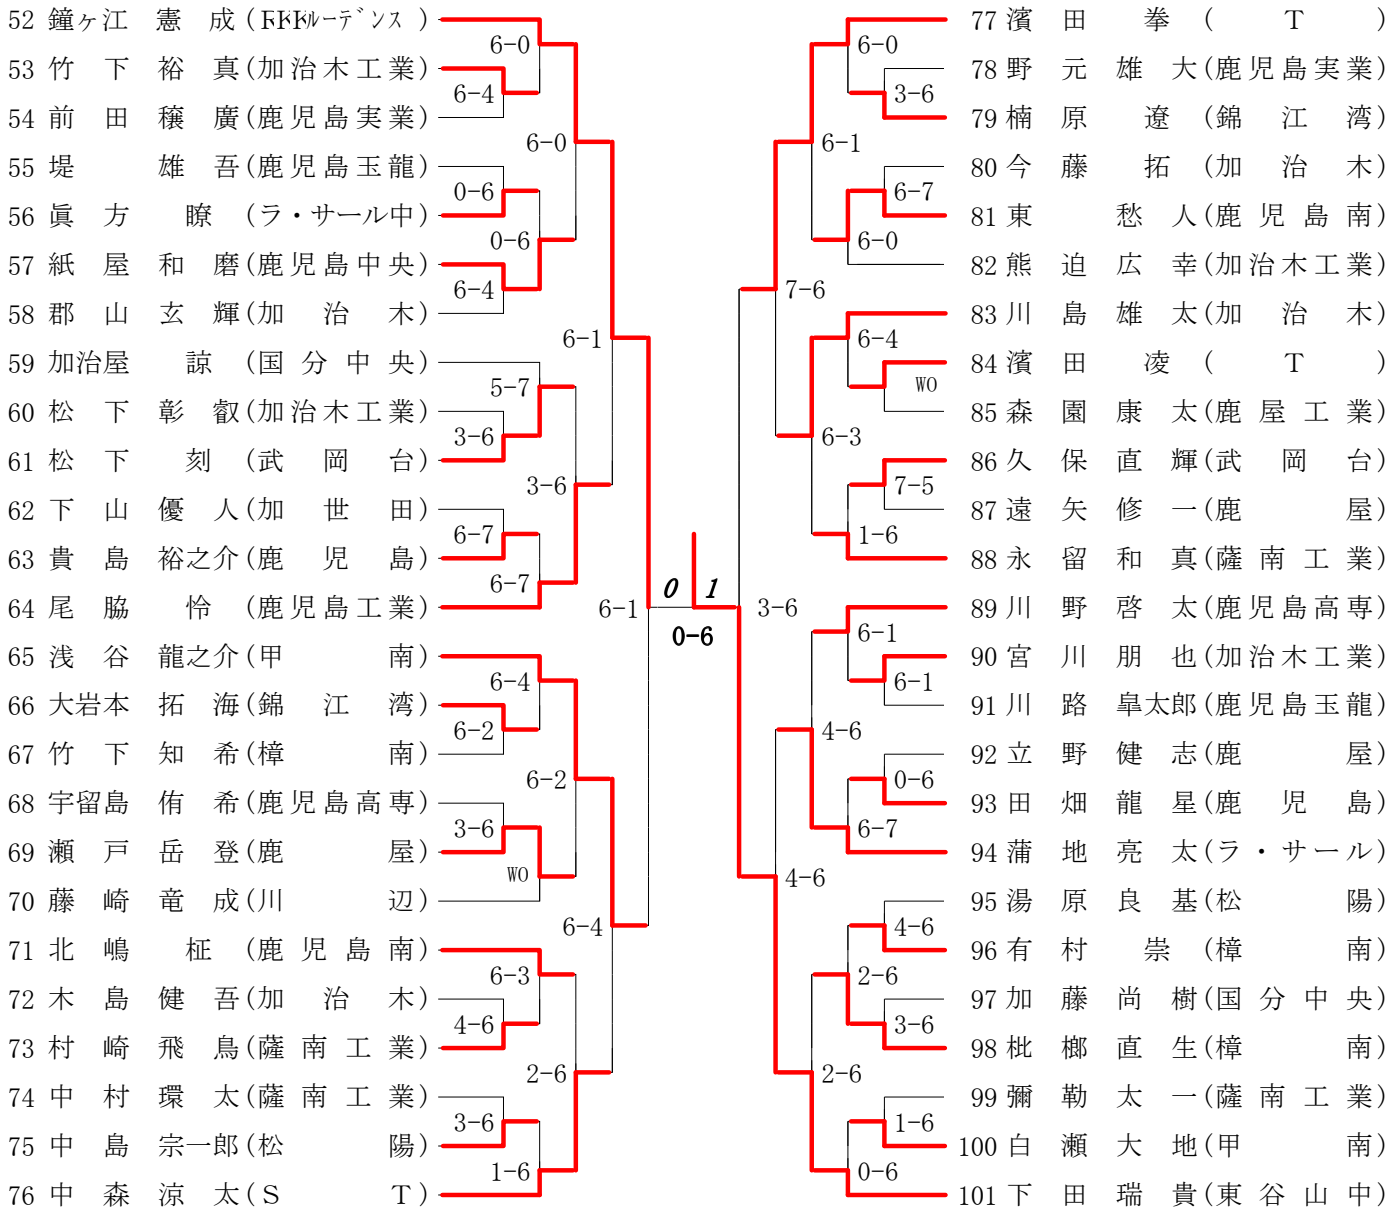 52 鐘ヶ江 憲 成 (RKKルーデンス)
6-0
53 竹 下 裕 真 (加治木工業)
6-4
54 前 田 穣 廣 (鹿児島実業)
6-0
55 堤 雄 吾 (鹿児島玉龍)
0-6
56 眞 方 瞭 (ラ・サール中)
0-6
57 紙 屋 和 磨 (鹿児島中央)
6-4
58 郡 山 玄 輝 (加 治 木)
6-1
59 加治屋 諒 (国 分 中 央)
5-7
60 松 下 彰 叡 (加治木工業)
3-6
61 松 下 刻 (武 岡 台)
3-6
62 下 山 優 人 (加 世 田)
6-7
63 貴 島 裕之介 (鹿 児 島)
6-7
64 尾 脇 怜 (鹿児島工業)
6-1
65 浅 谷 龍之介 (甲 南)
6-4
66 大岩本 拓 海 (錦 江 湾)
6-2
67 竹 下 知 希 (樟 南)
6-2
68 宇留島 侑 希 (鹿児島高専)
3-6
69 瀬 戸 岳 登 (鹿 屋)
WO
70 藤 崎 竜 成 (川 辺)
6-4
71 北 嶋 柾 (鹿 児 島 南)
6-3
72 木 島 健 吾 (加 治 木)
4-6
73 村 崎 飛 鳥 (薩 南 工 業)
2-6
74 中 村 環 太 (薩 南 工 業)
3-6
75 中 島 宗一郎 (松 陽)
1-6
76 中 森 涼 太 (S T)
0 1
0-6
77 濱 田 拳 ( T )
6-0
78 野 元 雄 大 (鹿児島実業)
3-6
79 楠 原 遼 (錦 江 湾)
6-1
80 今 藤 拓 (加 治 木)
6-7
81 東 愁 人 (鹿 児 島 南)
6-0
82 熊 迫 広 幸 (加治木工業)
7-6
83 川 島 雄 太 (加 治 木)
6-4
84 濱 田 凌 ( T )
WO
85 森 園 康 太 (鹿 屋 工 業)
6-3
86 久 保 直 輝 (武 岡 台)
7-5
87 遠 矢 修 一 (鹿 屋)
1-6
88 永 留 和 真 (薩 南 工 業)
3-6
89 川 野 啓 太 (鹿児島高専)
6-1
90 宮 川 朋 也 (加治木工業)
6-1
91 川 路 皐太郎 (鹿児島玉龍)
4-6
92 立 野 健 志 (鹿 屋)
0-6
93 田 畑 龍 星 (鹿 児 島)
6-7
94 蒲 地 亮 太 (ラ・サール)
4-6
95 湯 原 良 基 (松 陽)
4-6
96 有 村 崇 (樟 南)
2-6
97 加 藤 尚 樹 (国 分 中 央)
3-6
98 枇 榔 直 生 (樟 南)
2-6
99 彌 勒 太 一 (薩 南 工 業)
1-6
100 白 瀬 大 地 (甲 南)
0-6
101 下 田 瑞 貴 (東 谷 山 中)